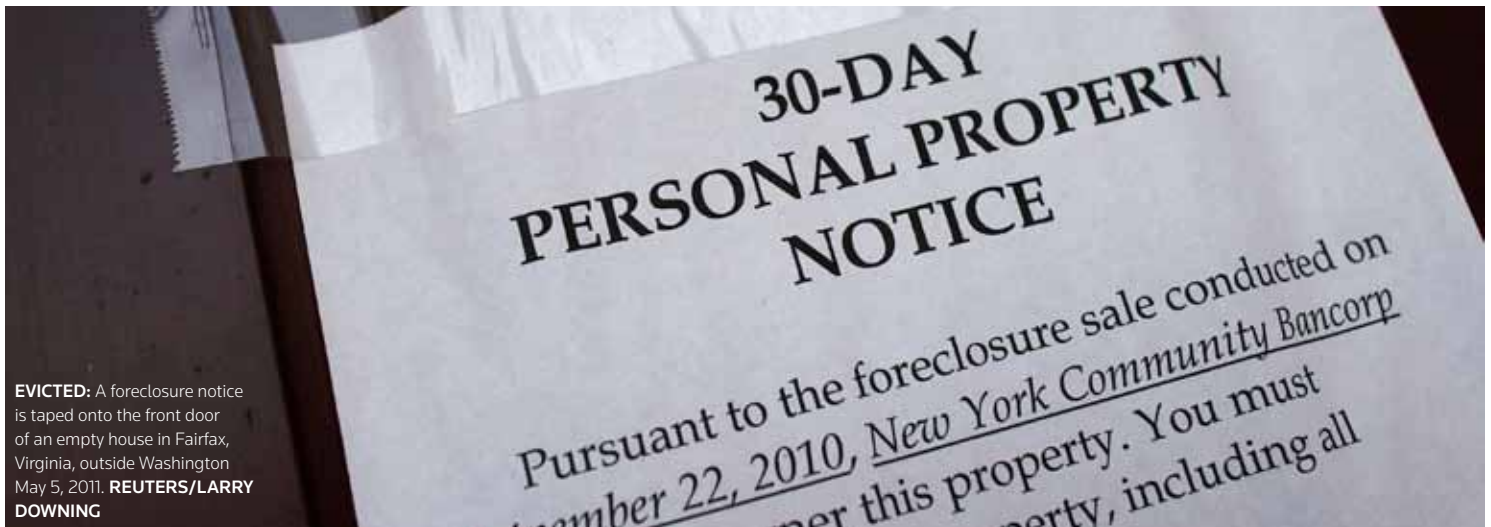 30-DAY
PERSONAL PROPERTY
NOTICE
Pursuant to the foreclosure sale conducted on
22, 2010, New York Community Bancorp
this property. You must
including all
EVICTED: A foreclosure notice
is taped onto the front door
of an empty house in Fairfax,
Virginia, outside Washington
May 5, 2011. REUTERS/LARRY
DOWNING